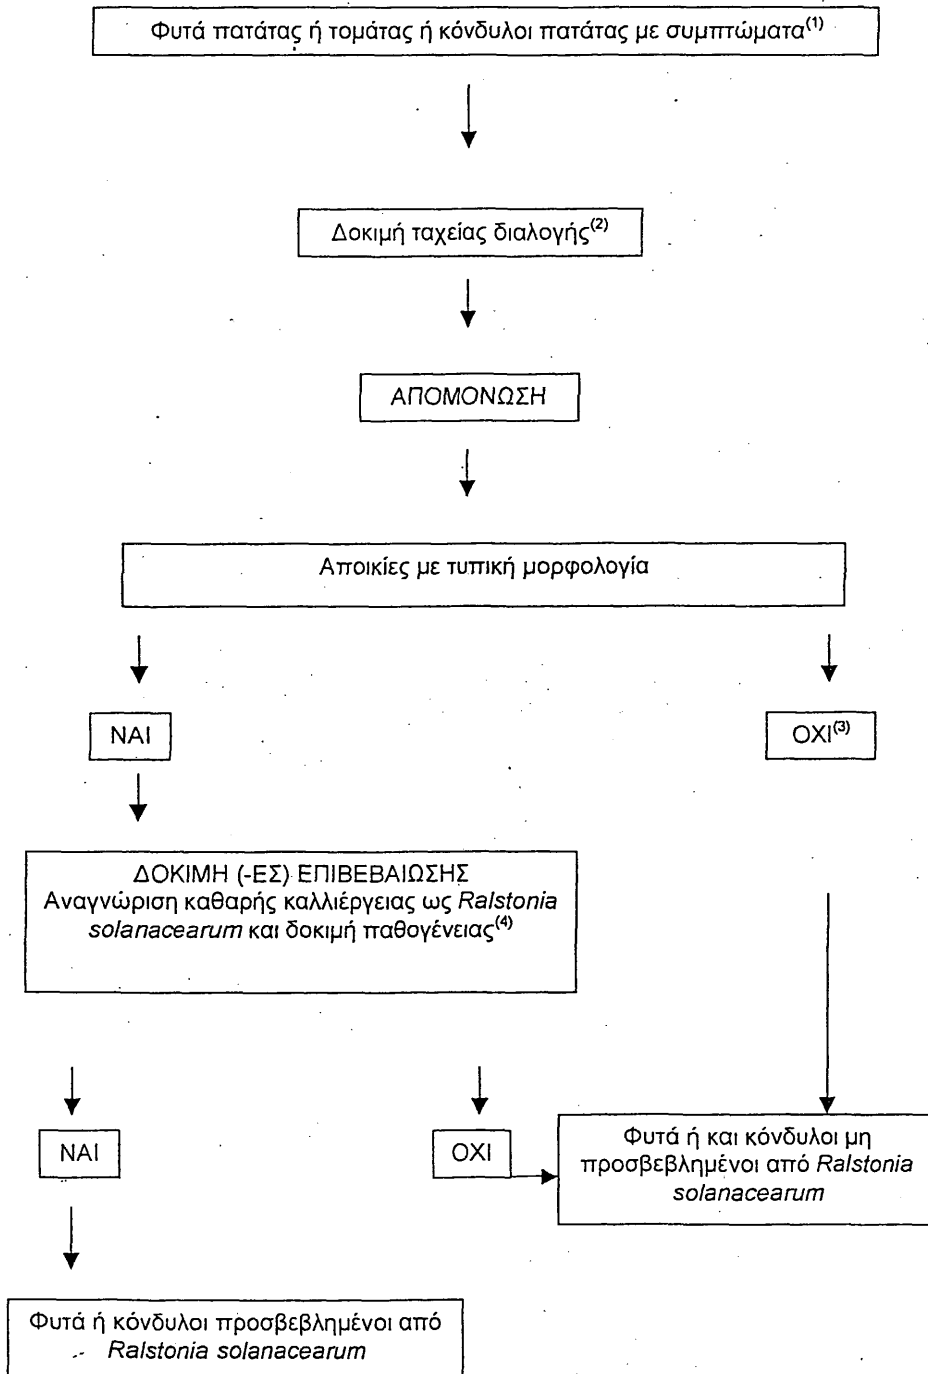 Φυτά πατάτας ή τομάτας ή κόνδυλοι πατάτας με συμπτώματα(1)
Δοκιμή ταχείας διαλογής(2)
ΑΠΟΜΟΝΩΣΗ
Αποικίες με τυπική μορφολογία
ΝΑΙ
ΟΧΙ(3)
ΔΟΚΙΜΗ (-ΕΣ) ΕΠΙΒΕΒΑΙΩΣΗΣ
Αναγνώριση καθαρής καλλιέργειας ως Ralstonia
solanacearum και δοκιμή παθογένειας(4)
ΝΑΙ
ΟΧΙ
Φυτά ή και κόνδυλοι μη
προσβεβλημένοι από Ralstonia
solanacearum
Φυτά ή κόνδυλοι προσβεβλημένοι από
Ralstonia solanacearum